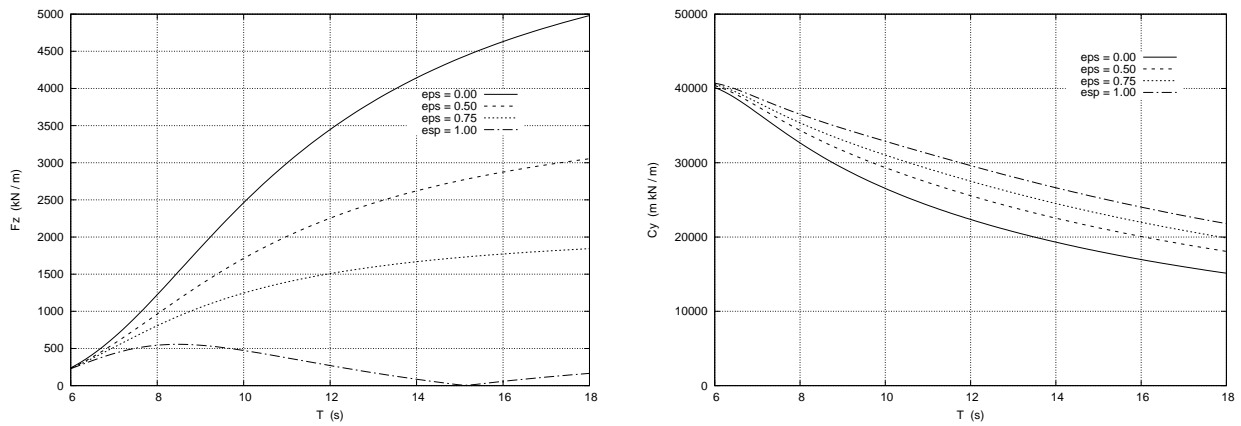 5000
4500
4000
3500
3000
2500
2000
1500
1000
500
0
Fz (kN / m)
eps = 0.00
eps = 0.50
eps = 0.75
esp = 1.00
6 8 10 12 14 16 18
T (s)
50000
40000
30000
20000
10000
0
Cy (m kN / m)
eps = 0.00
eps = 0.50
eps = 0.75
esp = 1.00
6 8 10 12 14 16 18
T (s)